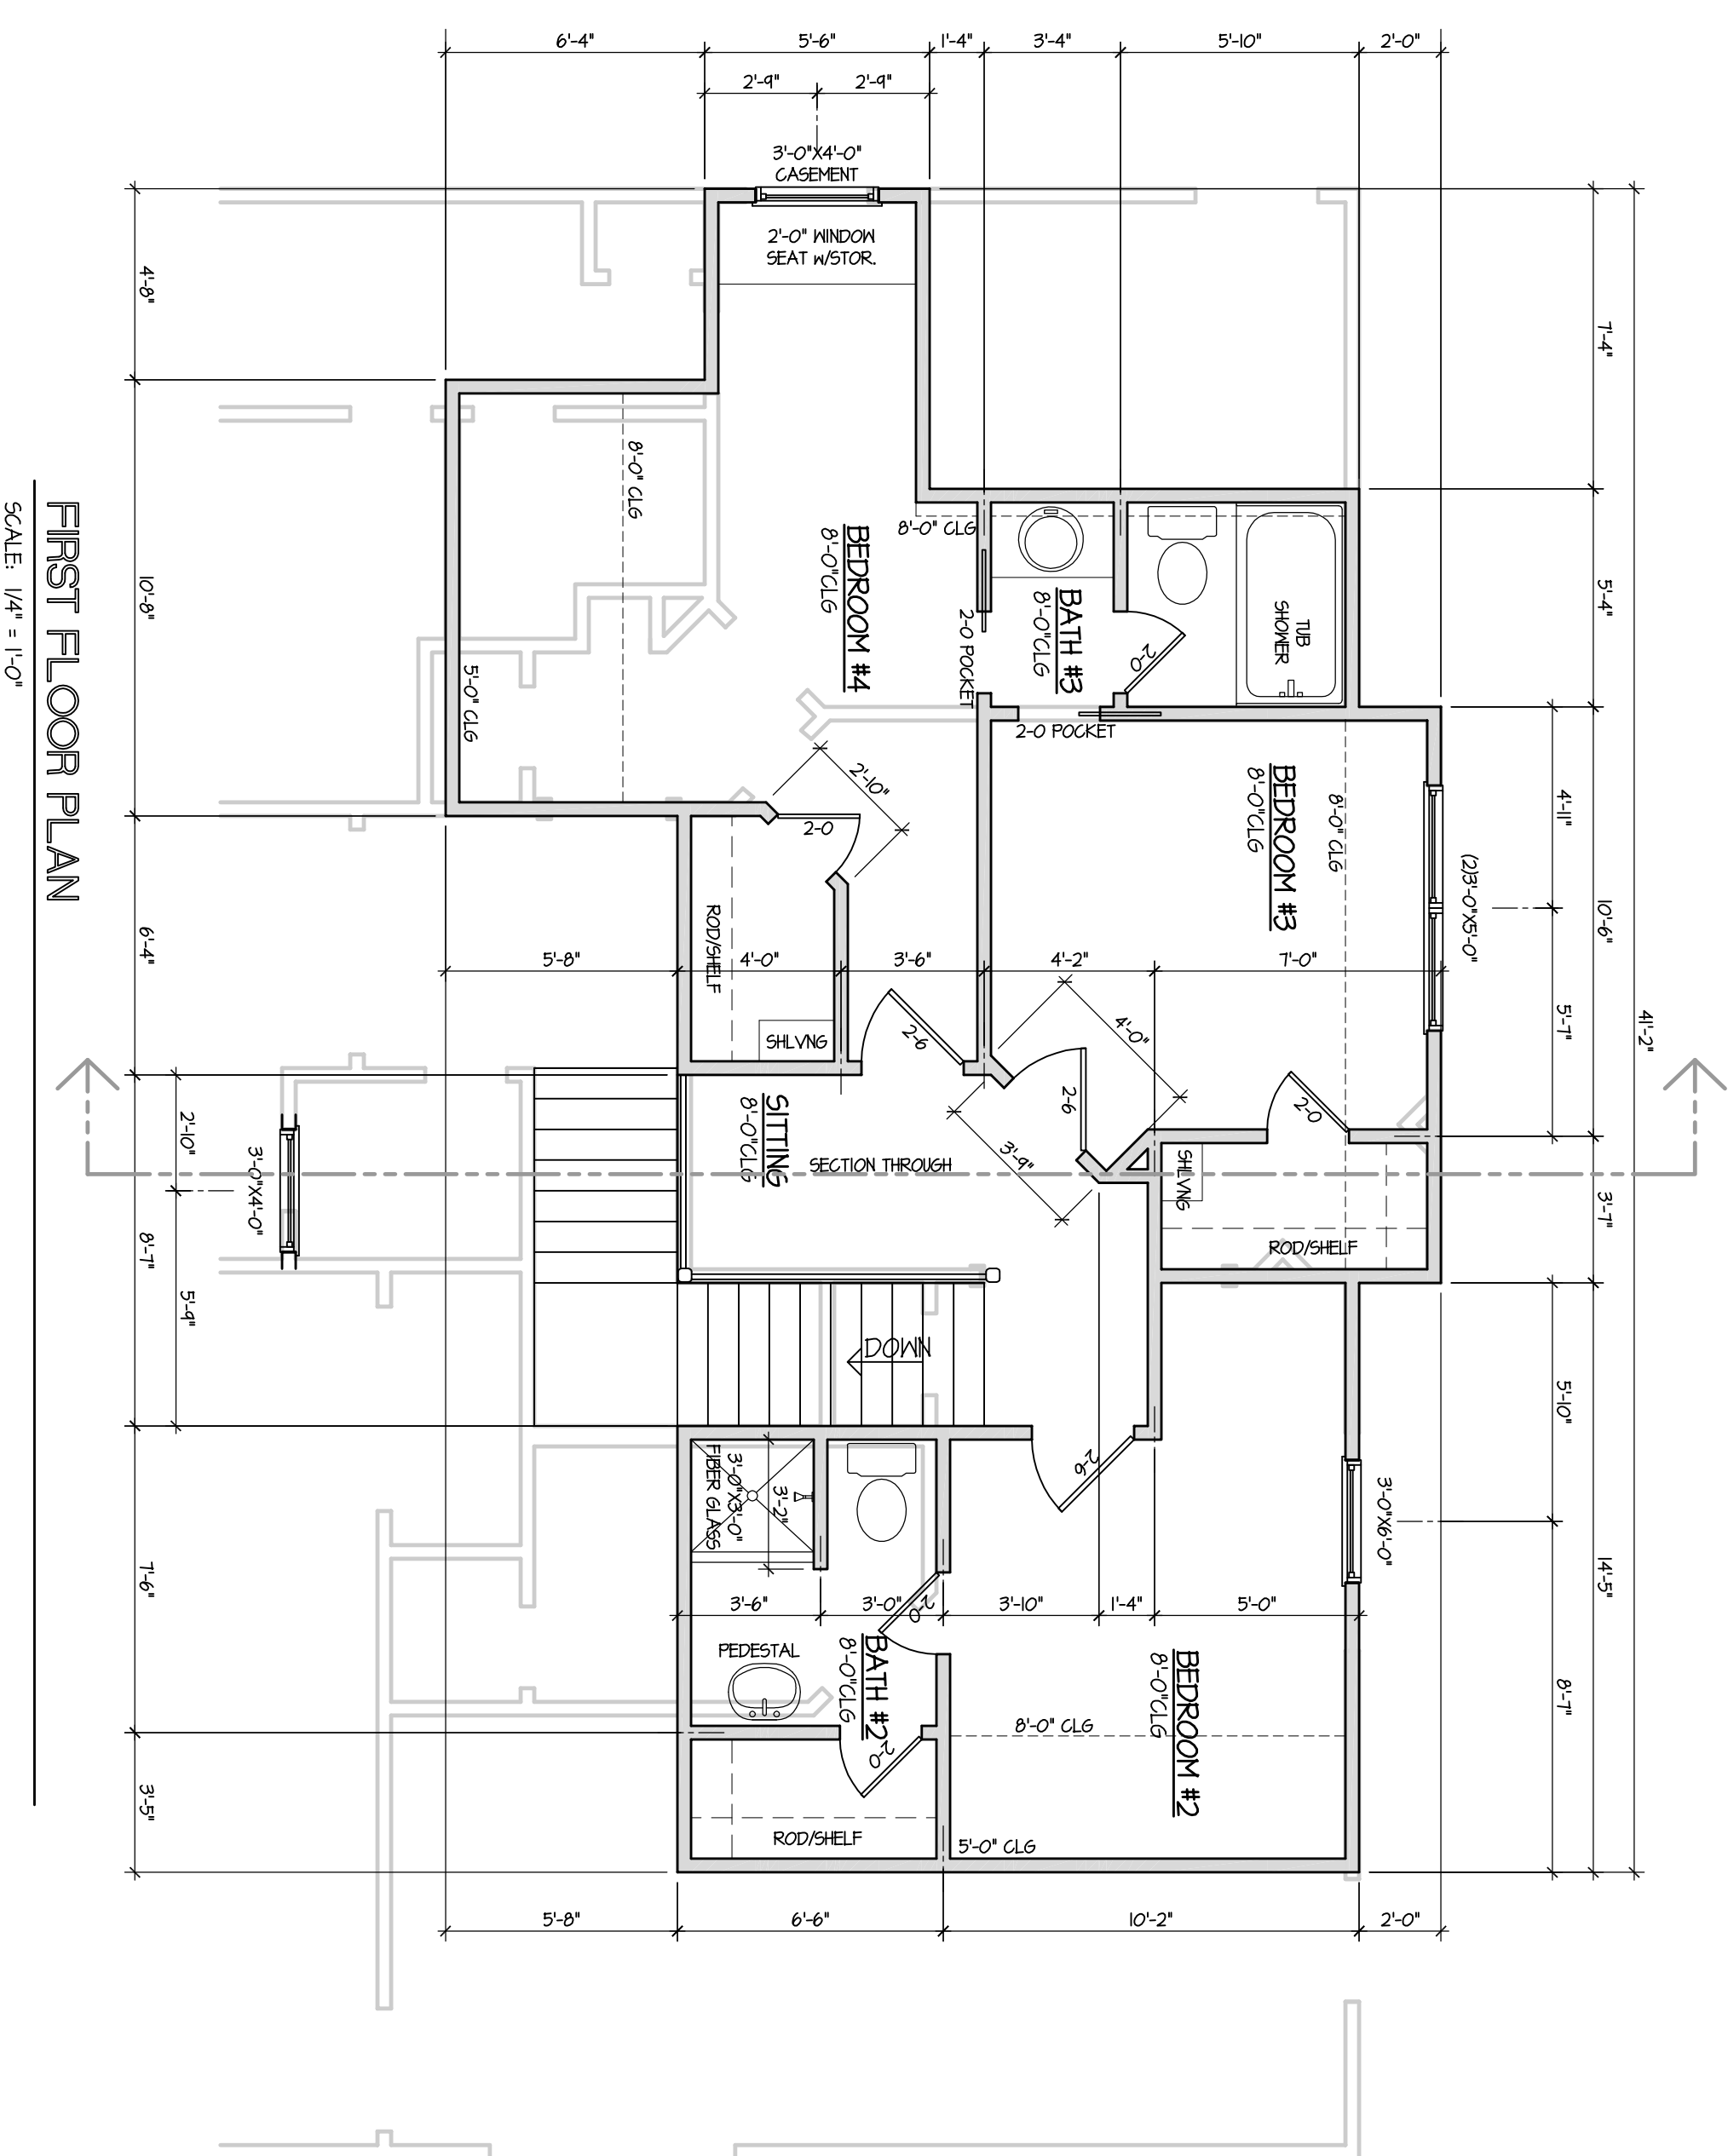 6'-4"
5'-6"
1'-4"
3'-4"
5'-10"
2'-0"
2'-9"
2'-9"
3'-0"X4'-0"
CASEMENT
2'-0" WINDOW
SEAT w/STOR.
4'-8"
7'-4"
8'-0" CLG
BEDROOM #4
8'-0"CLG
8'-0" CLG
2-0 POCKET
BATH #3
8'-0"CLG
2-0
TUB
SHOWER
5'-4"
10'-8"
5'-0" CLG
2-0 POCKET
2'-10"
2-0
BEDROOM #3
8'-0"CLG
8'-0" CLG
4'-11"
(2)3'-0"X5'-0"
10'-6"
6'-4"
ROD/SHELF
5'-8"
4'-0"
3'-6"
4'-2"
7'-0"
SHLVNG
2-6
4'-0"
2-6
2-0
5'-7"
41'-2"
2'-10"
3'-0"X4'-0"
SITTING
8'-0"CLG
SECTION THROUGH
3'-9"
SHLVNG
ROD/SHELF
3'-7"
8'-7"
5'-9"
DOWN
5'-10"
2-6
3'-0"X3'-0"
FIBER GLASS
3'-2"
3'-0"X6'-0"
7'-6"
14'-5"
3'-6"
3'-0"
2-0
3'-10"
1'-4"
5'-0"
PEDESTAL
BATH #2
8'-0"CLG
2-0
BEDROOM #2
8'-0"CLG
8'-0" CLG
8'-7"
3'-5"
ROD/SHELF
5'-0" CLG
5'-8"
6'-6"
10'-2"
2'-0"
FIRST FLOOR PLAN
SCALE: 1/4" = 1'-0"